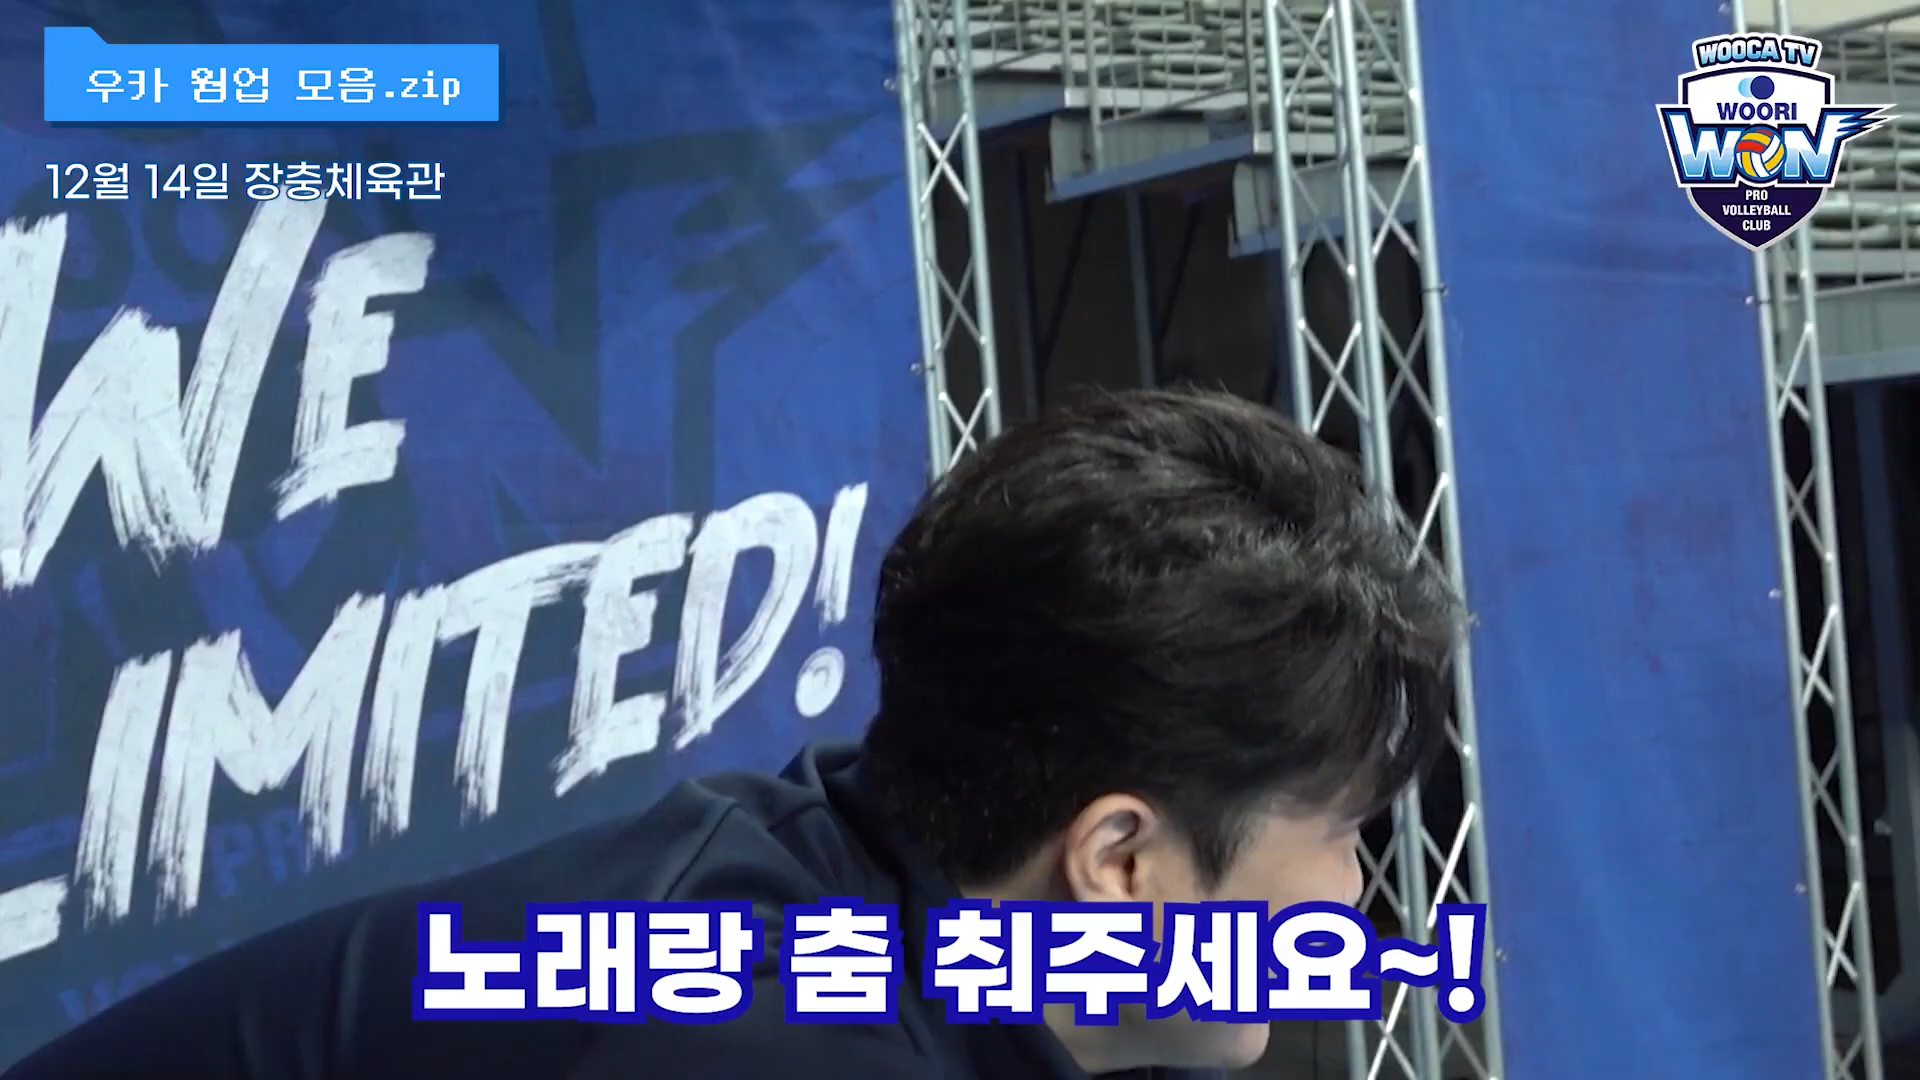 우카 웜업 모음.zip
12월 14일 장충체육관
WOOCA TV
WOORI
WON
PRO
VOLLEYBALL
CLUB
WE
LIMITED!
노래랑 춤 춰주세요~!